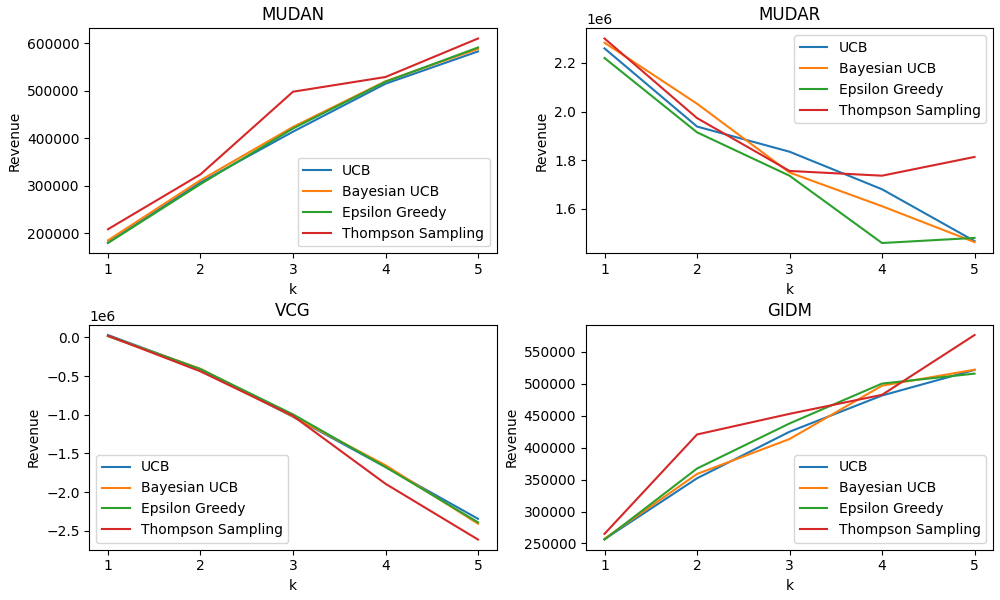 MUDAN
Revenue
600000
500000
400000
300000
200000
1 2 3 4 5
k
UCB
Bayesian UCB
Epsilon Greedy
Thompson Sampling
MUDAR
1e6
Revenue
2.2
2.0
1.8
1.6
1 2 3 4 5
k
UCB
Bayesian UCB
Epsilon Greedy
Thompson Sampling
VCG
1e6
Revenue
0.0
−0.5
−1.0
−1.5
−2.0
−2.5
1 2 3 4 5
k
UCB
Bayesian UCB
Epsilon Greedy
Thompson Sampling
GIDM
Revenue
550000
500000
450000
400000
350000
300000
250000
1 2 3 4 5
k
UCB
Bayesian UCB
Epsilon Greedy
Thompson Sampling